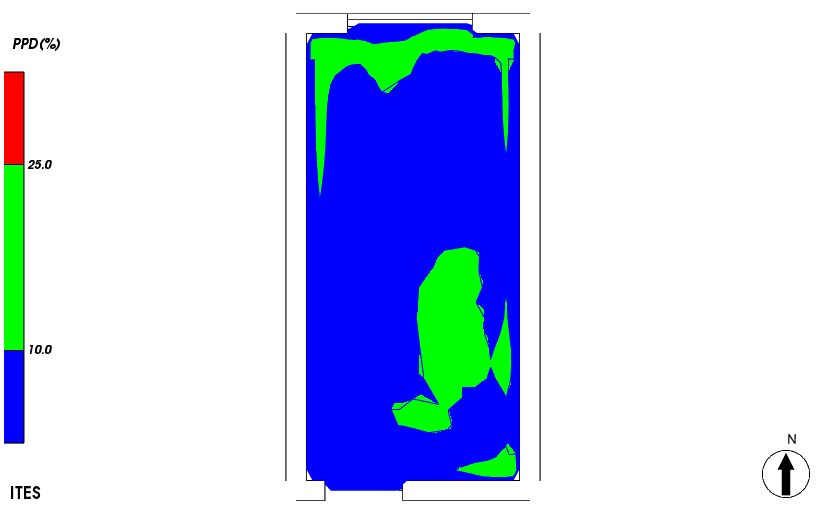 PPD(%)
25.0
10.0
N
ITES